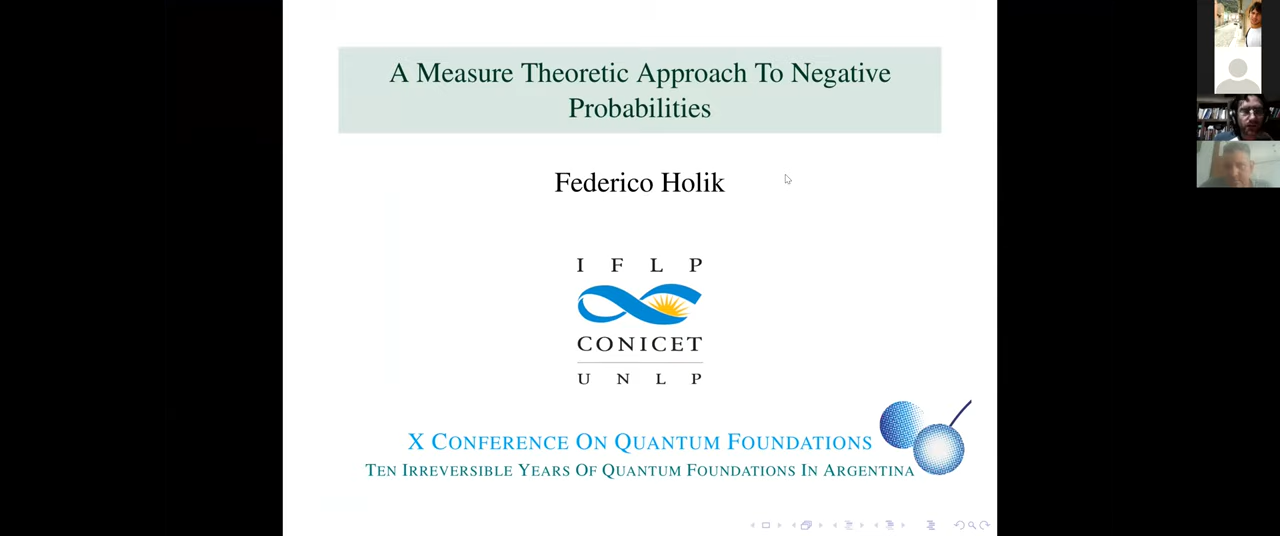 A Measure Theoretic Approach To Negative
Probabilities
Federico Holik
I F L P
CONICET
U N L P
X Conference On Quantum Foundations
Ten Irreversible Years Of Quantum Foundations In Argentina